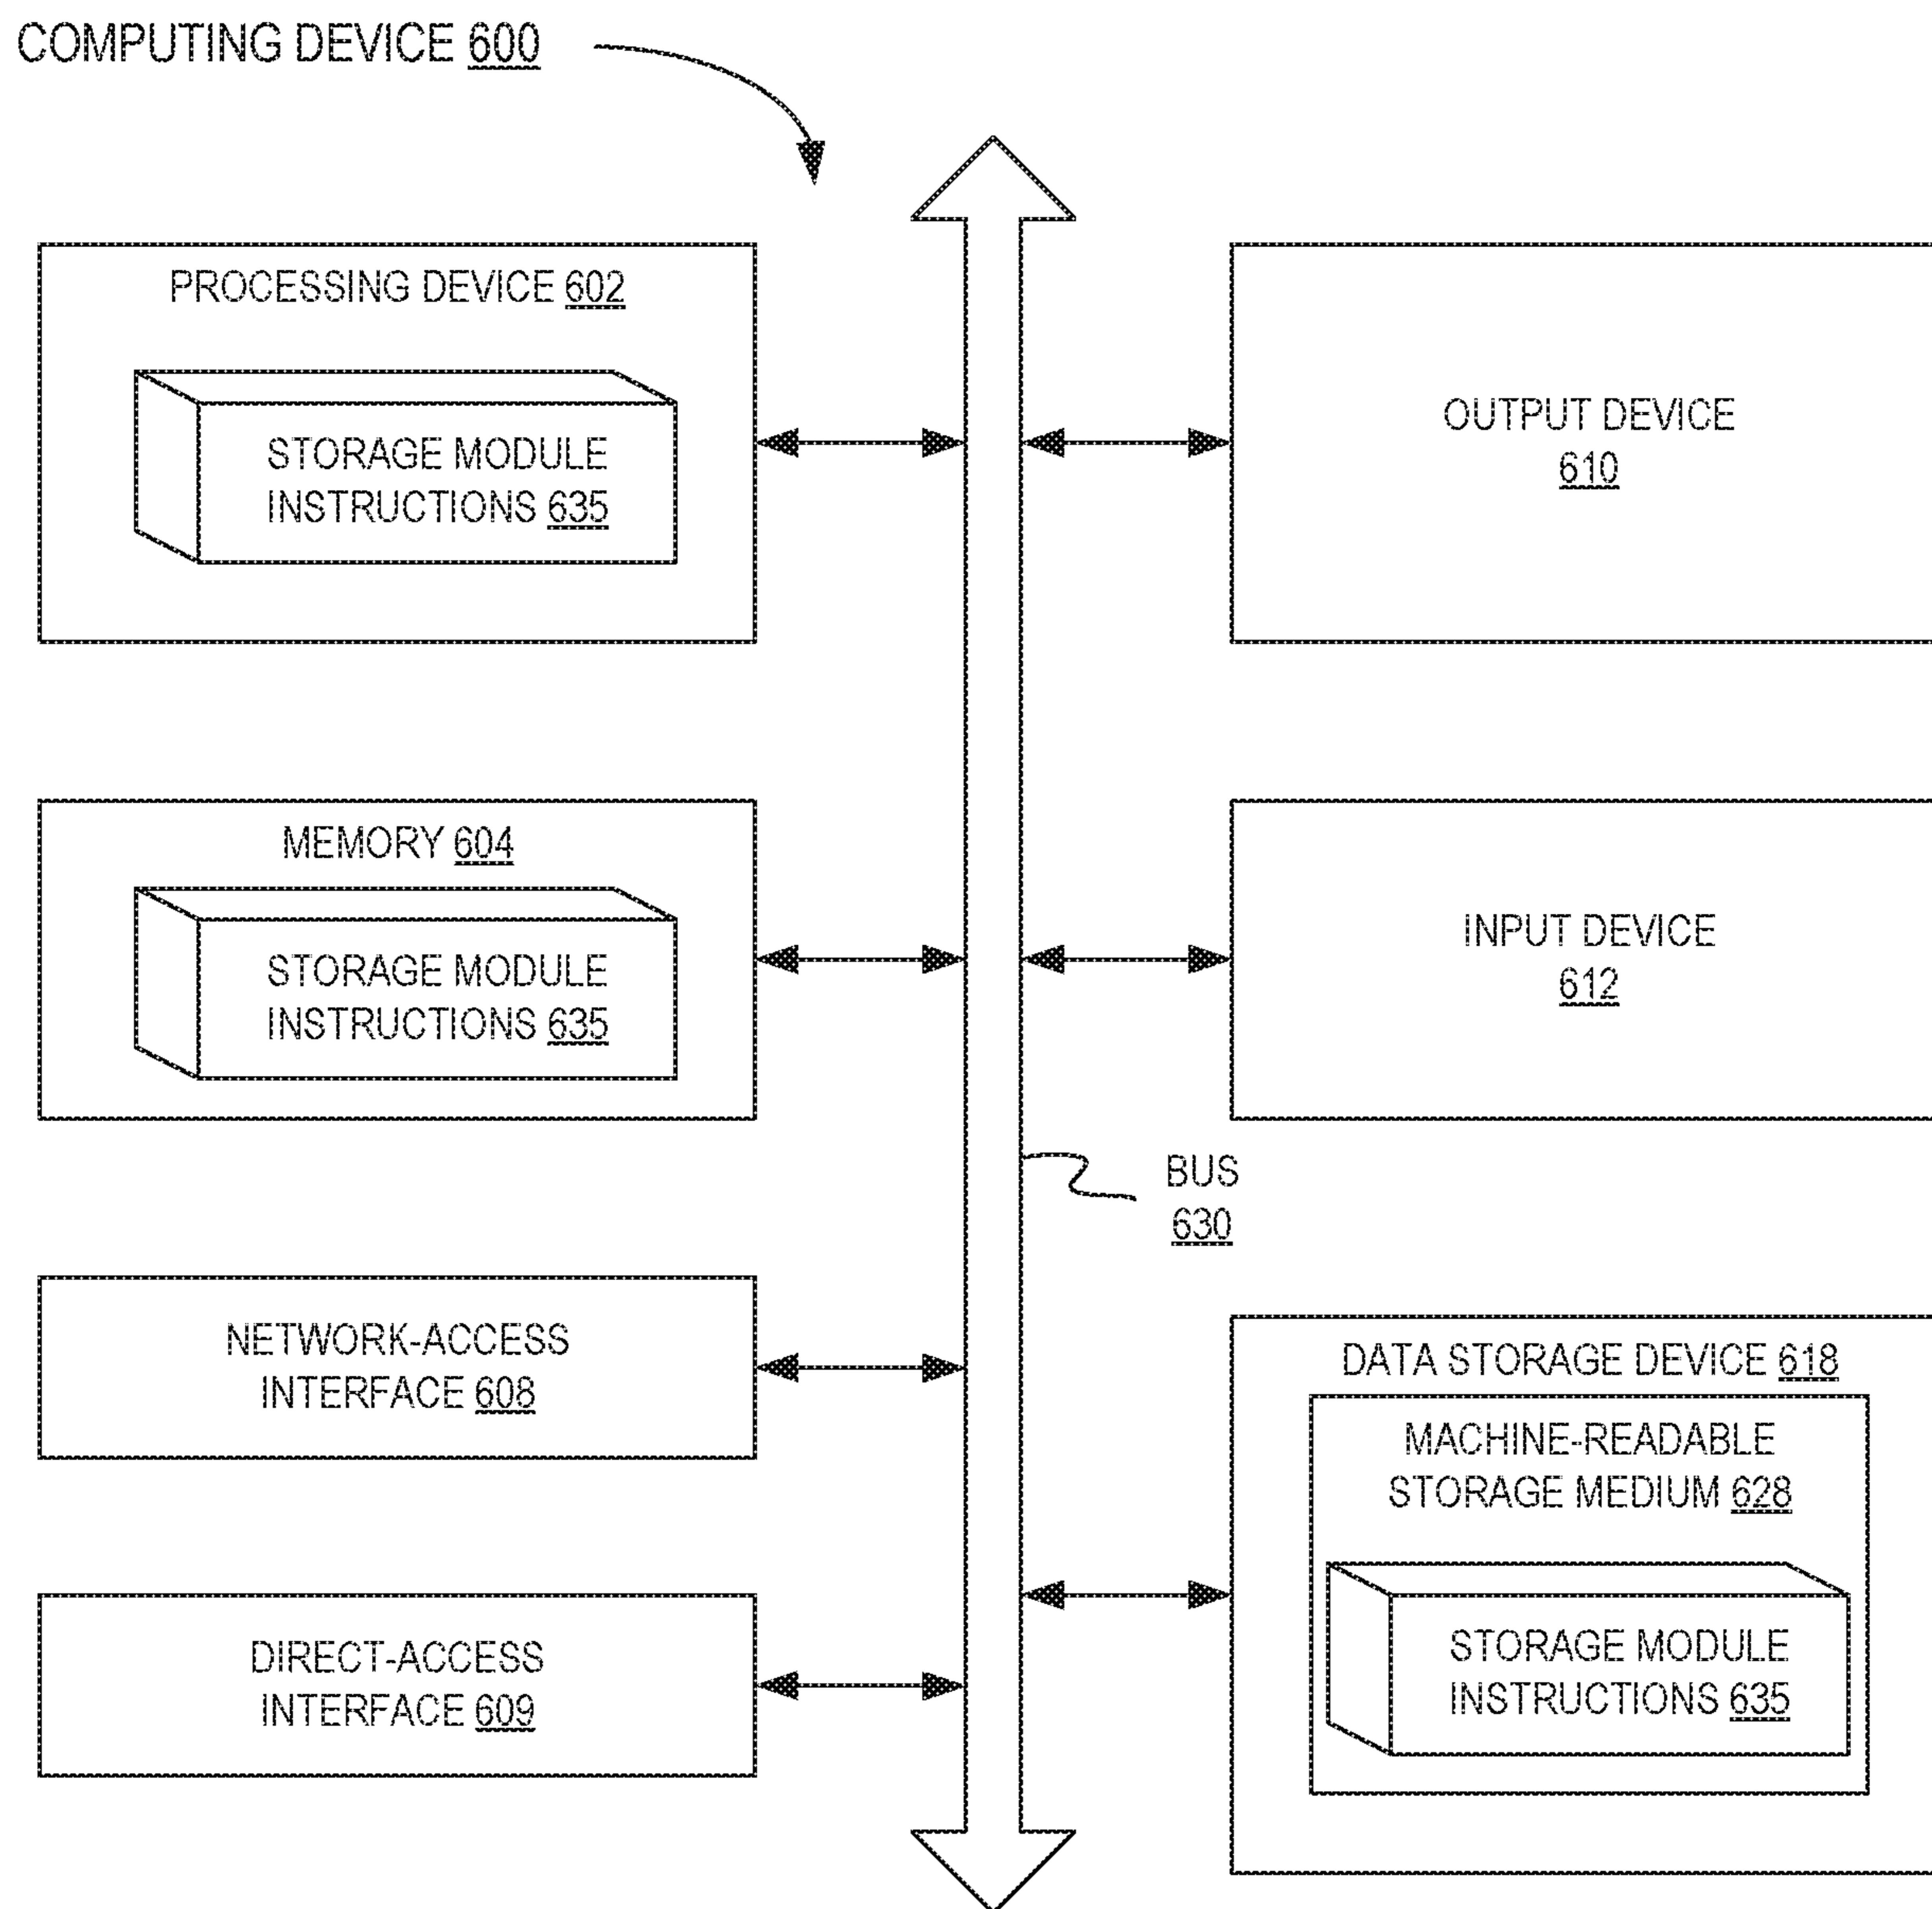 COMPUTING DEVICE 600
PROCESSING DEVICE 602
STORAGE MODULE
INSTRUCTIONS 635
OUTPUT DEVICE
610
MEMORY 604
STORAGE MODULE
INSTRUCTIONS 635
INPUT DEVICE
612
BUS
630
NETWORK-ACCESS
INTERFACE 608
DIRECT-ACCESS
INTERFACE 609
DATA STORAGE DEVICE 618
MACHINE-READABLE
STORAGE MEDIUM 628
STORAGE MODULE
INSTRUCTIONS 635